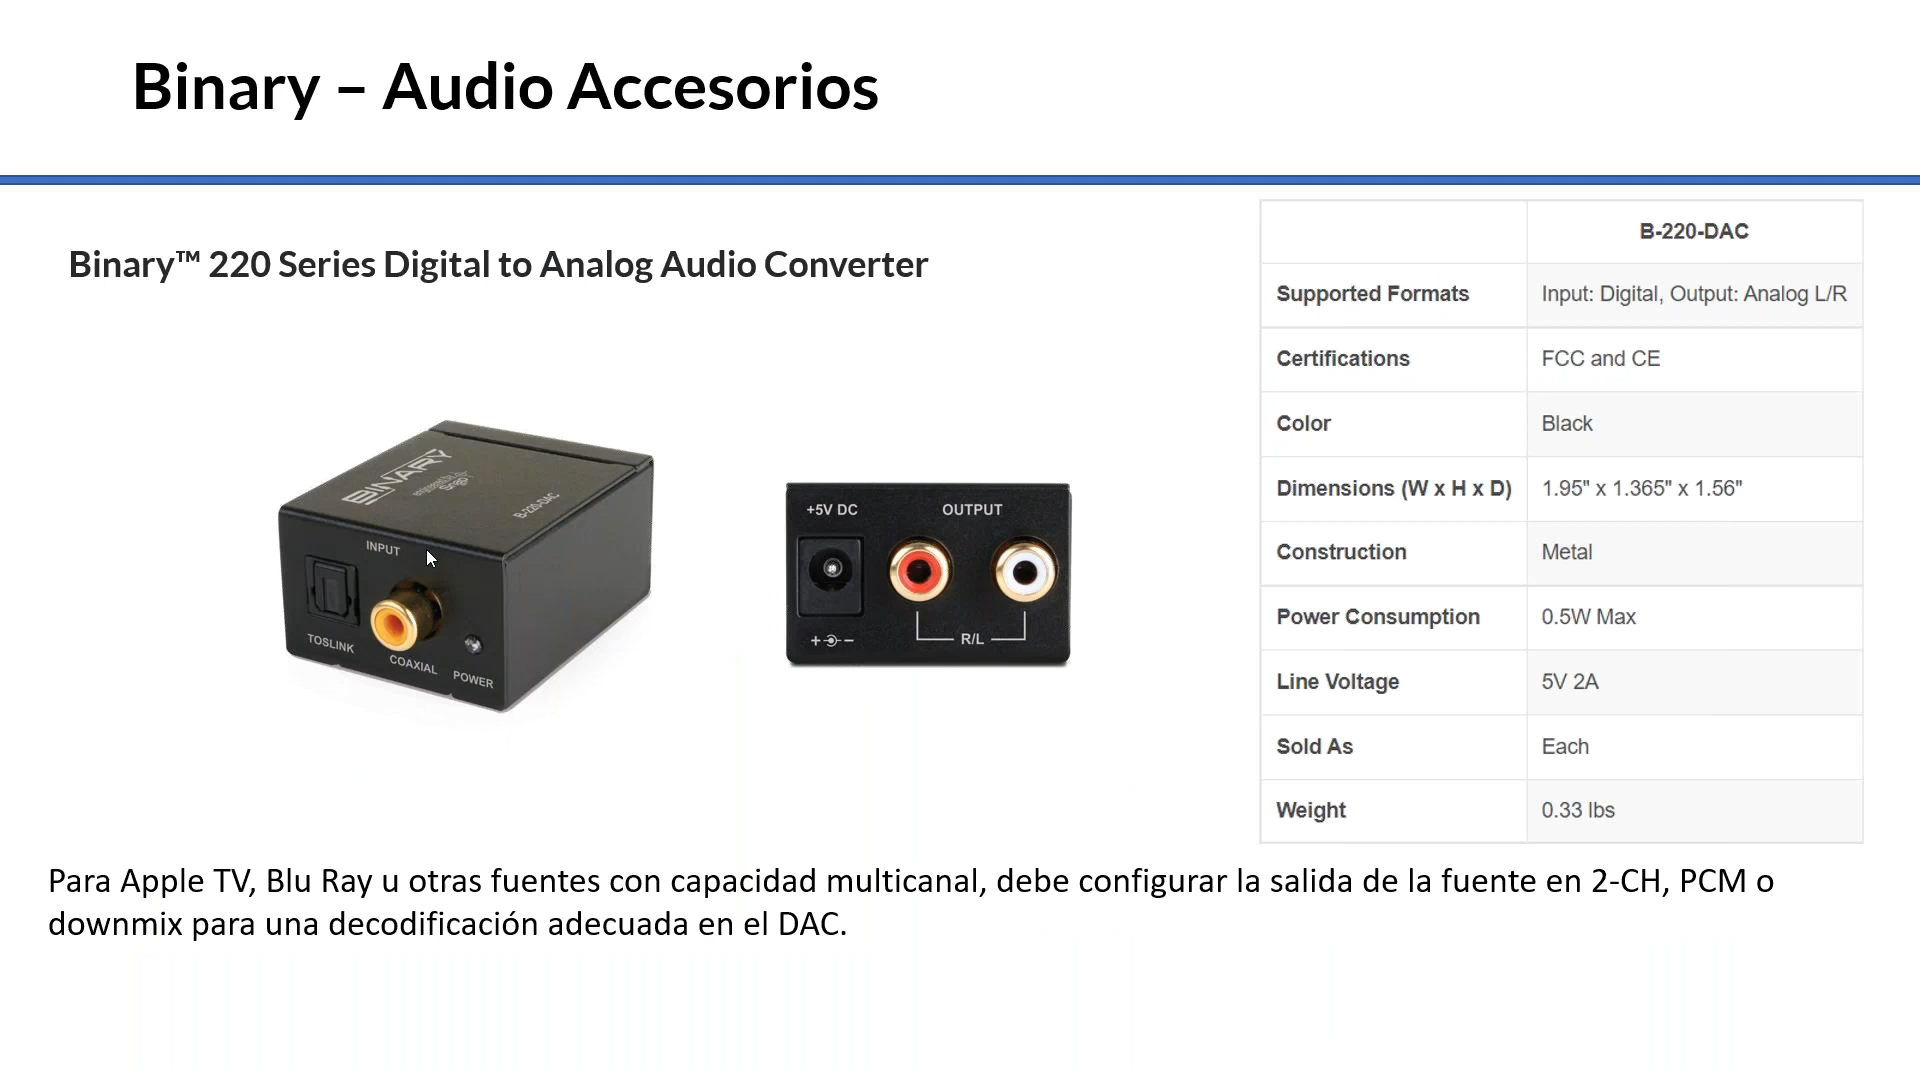 Binary – Audio Accesorios
Binary™ 220 Series Digital to Analog Audio Converter
B-220-DAC
Supported Formats Input: Digital, Output: Analog L/R
Certifications FCC and CE
Color Black
Dimensions (W x H x D) 1.95" x 1.365" x 1.56"
Construction Metal
Power Consumption 0.5W Max
Line Voltage 5V 2A
Sold As Each
Weight 0.33 lbs
BINARY
B-220-DAC
INPUT
TOSLINK
COAXIAL
POWER
+5V DC OUTPUT
R/L
Para Apple TV, Blu Ray u otras fuentes con capacidad multicanal, debe configurar la salida de la fuente en 2-CH, PCM o
downmix para una decodificación adecuada en el DAC.